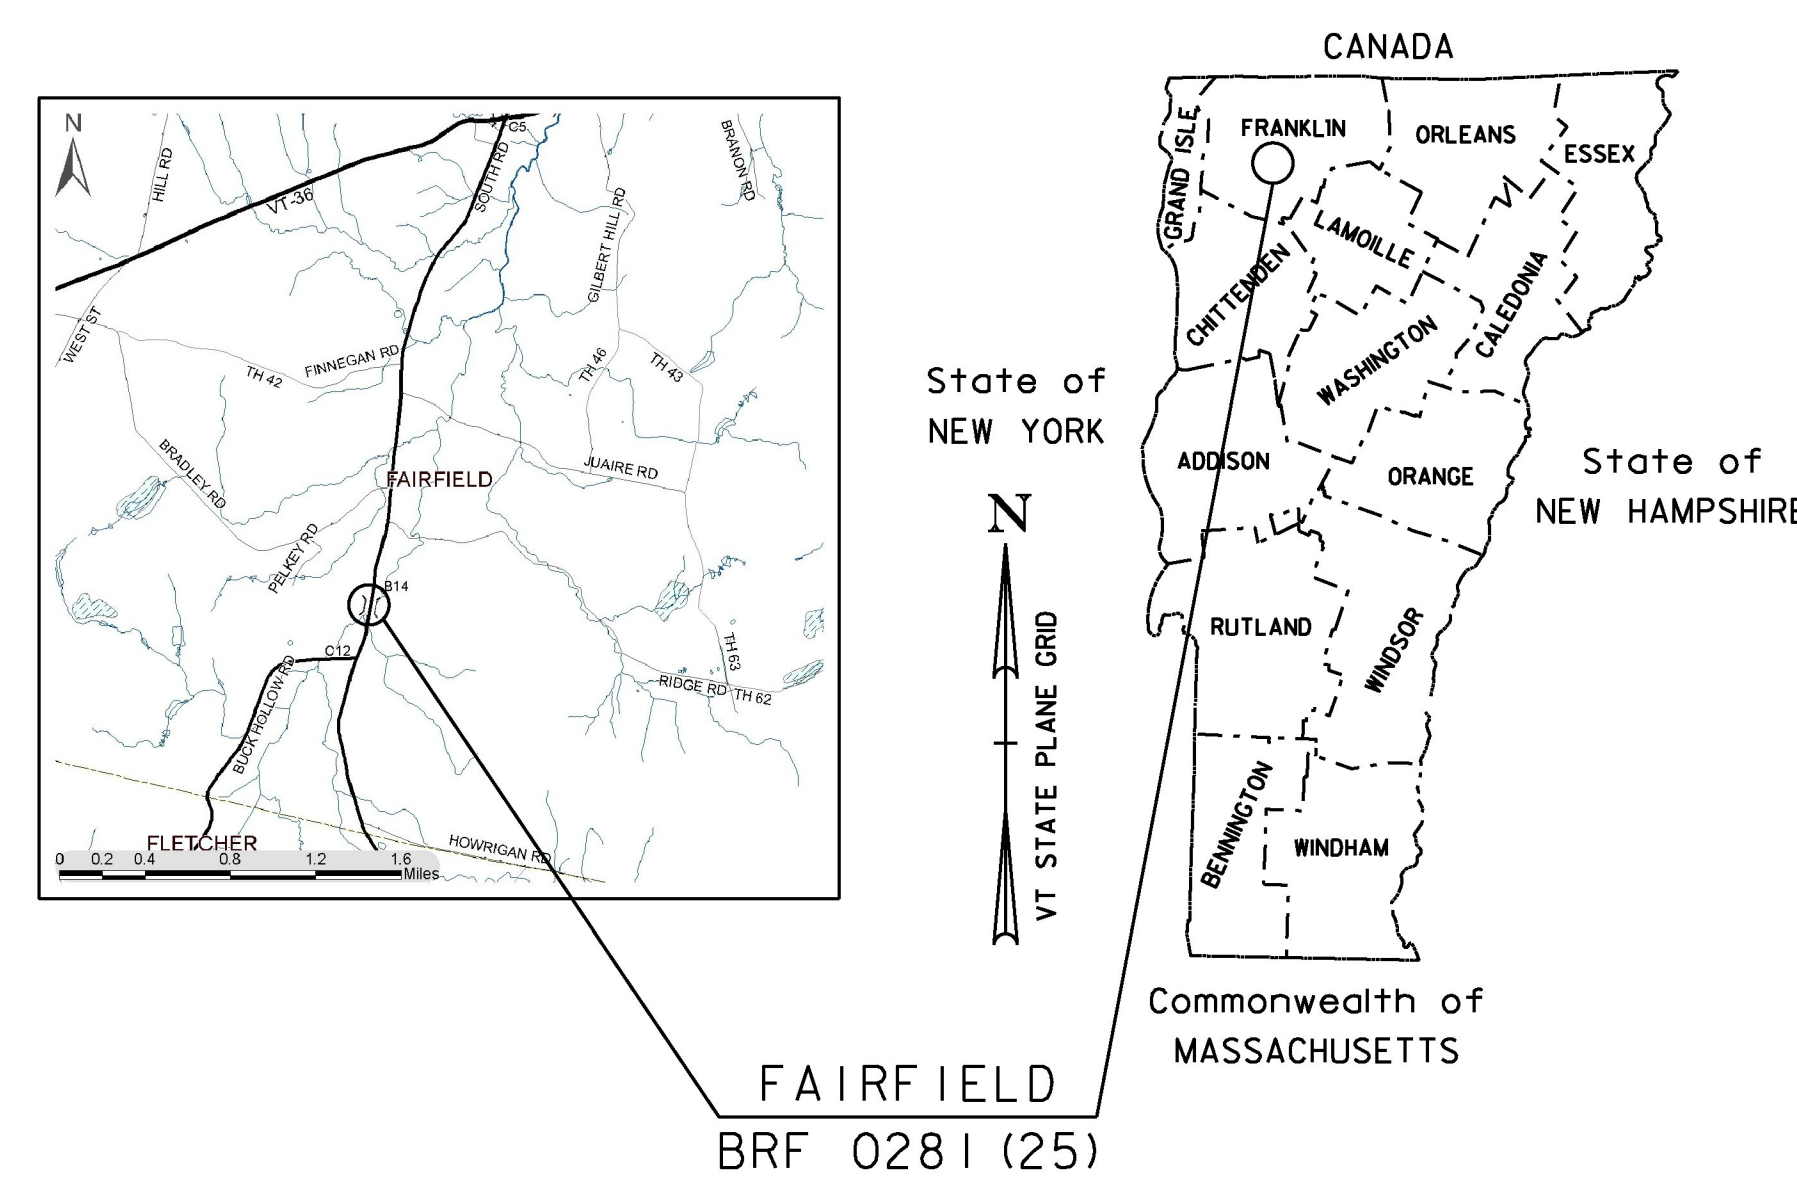 CANADA
N
C5
HILL RD
VT-36
SOUTH RD
BRANON RD
GILBERT HILL RD
WEST ST
FINNEGAN RD
TH 42
TH 46
TH 43
BRADLEY RD
FAIRFIELD
JUAIRE RD
PELKEY RD
B14
C12
BUCK HOLLOW RD
TH 63
RIDGE RD TH 62
FLETCHER
HOWRIGAN RD
0 0.2 0.4 0.8 1.2 1.6
Miles
GRAND ISLE
FRANKLIN
ORLEANS
ESSEX
LAMOILLE
CHITTENDEN
CALEDONIA
WASHINGTON
State of
NEW YORK
ADDISON
ORANGE
State of
NEW HAMPSHIRE
N
VT STATE PLANE GRID
RUTLAND
WINDSOR
BENNINGTON
WINDHAM
Commonwealth of
MASSACHUSETTS
FAIRFIELD
BRF 0281 (25)